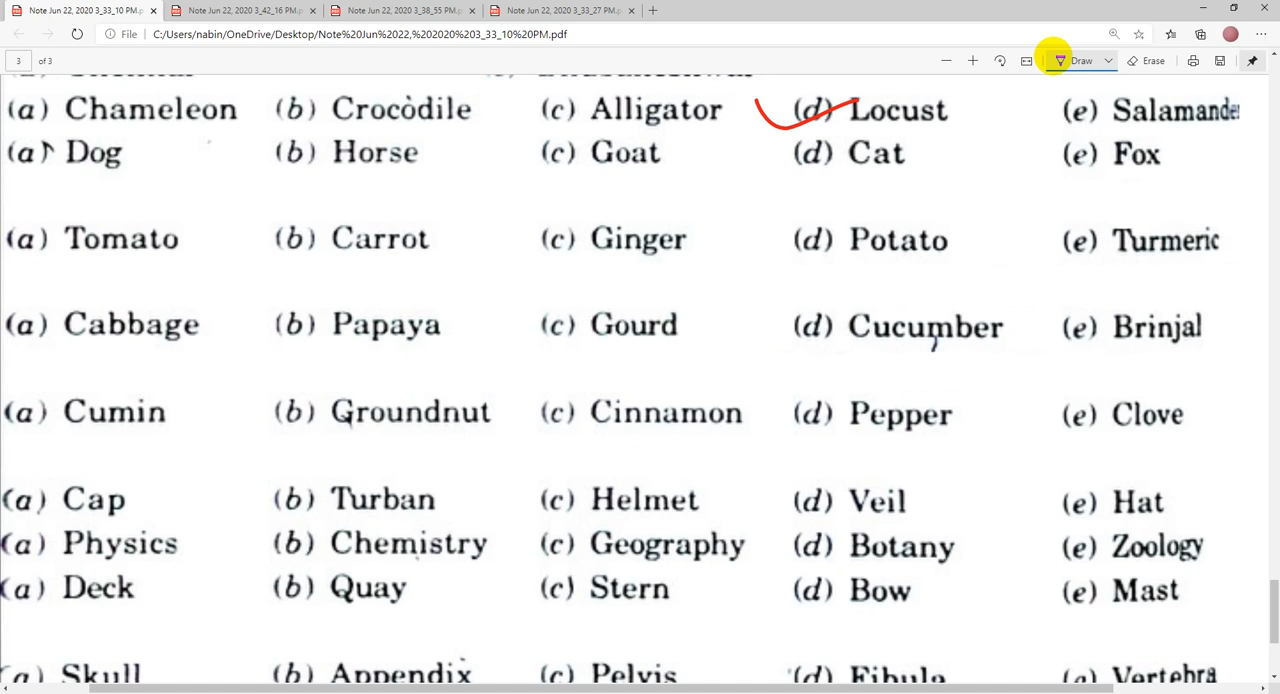 Note Jun 22, 2020 3_33_10 PM.p Note Jun 22, 2020 3_42_16 PM.p Note Jun 22, 2020 3_38_55 PM.p Note Jun 22, 2020 3_33_27 PM.p
File C:/Users/nabin/OneDrive/Desktop/Note%20Jun%2022,%202020%203_33_10%20PM.pdf
3 of 3 Draw Erase
(a) Chameleon (b) Crocodile (c) Alligator (d) Locust (e) Salamande
(a) Dog (b) Horse (c) Goat (d) Cat (e) Fox
(a) Tomato (b) Carrot (c) Ginger (d) Potato (e) Turmeric
(a) Cabbage (b) Papaya (c) Gourd (d) Cucumber (e) Brinjal
(a) Cumin (b) Groundnut (c) Cinnamon (d) Pepper (e) Clove
(a) Cap (b) Turban (c) Helmet (d) Veil (e) Hat
(a) Physics (b) Chemistry (c) Geography (d) Botany (e) Zoology
(a) Deck (b) Quay (c) Stern (d) Bow (e) Mast
(a) Skull (b) Appendix (c) Pelvis (d) Fibula (e) Vertebra